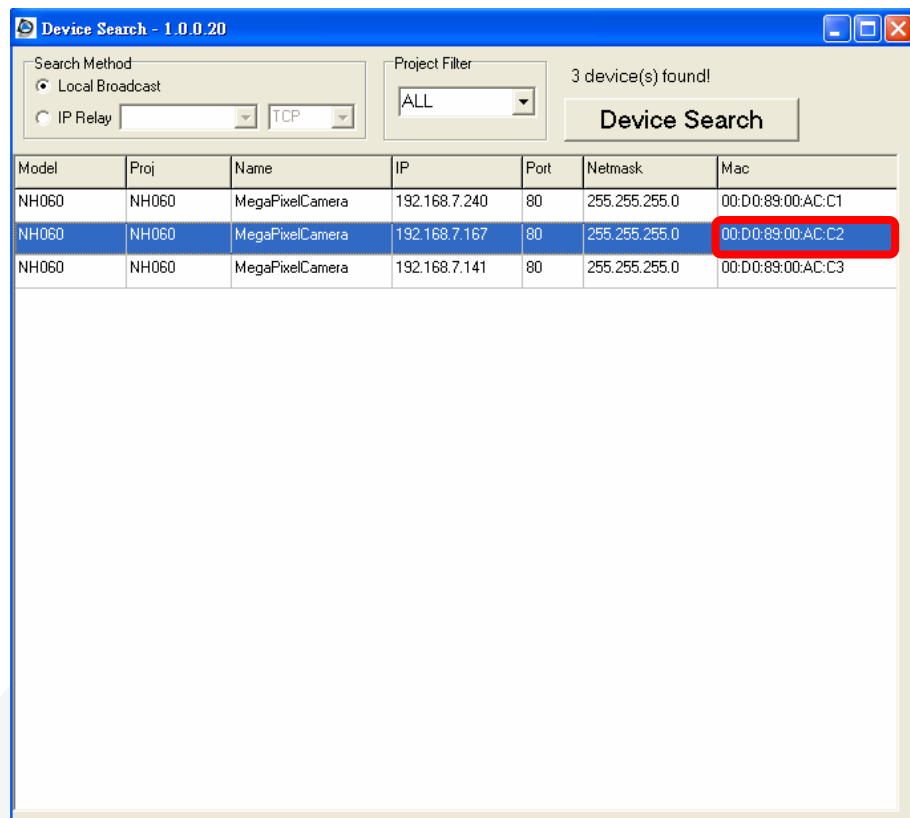 Device Search - 1.0.0.20
Search Method
Local Broadcast
IP Relay TCP
Project Filter
ALL
3 device(s) found!
Device Search
Model Proj Name IP Port Netmask Mac
NH060 NH060 MegaPixelCamera 192.168.7.240 80 255.255.255.0 00:D0:89:00:AC:C1
NH060 NH060 MegaPixelCamera 192.168.7.167 80 255.255.255.0 00:D0:89:00:AC:C2
NH060 NH060 MegaPixelCamera 192.168.7.141 80 255.255.255.0 00:D0:89:00:AC:C3